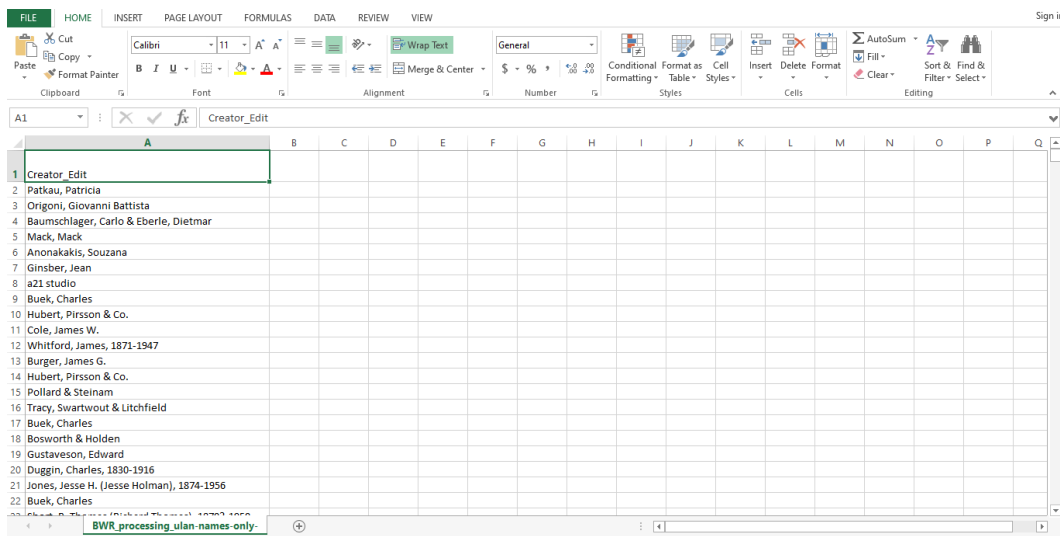 FILE HOME INSERT PAGE LAYOUT FORMULAS DATA REVIEW VIEW Sign i
Cut
Copy
Format Painter
Paste
Calibri 11 A A
B I U A
Wrap Text
Merge & Center
General
$ % ,
Conditional Formatting
Format as Table
Cell Styles
Insert Delete Format
AutoSum
Fill
Clear
Sort & Filter
Find & Select
Clipboard Font Alignment Number Styles Cells Editing
A1 fx Creator_Edit
A B C D E F G H I J K L M N O P Q
1 Creator_Edit
2 Patkau, Patricia
3 Origoni, Giovanni Battista
4 Baumschlager, Carlo & Eberle, Dietmar
5 Mack, Mack
6 Anonakakis, Souzana
7 Ginsber, Jean
8 a21 studio
9 Buek, Charles
10 Hubert, Pirsson & Co.
11 Cole, James W.
12 Whitford, James, 1871-1947
13 Burger, James G.
14 Hubert, Pirsson & Co.
15 Pollard & Steinam
16 Tracy, Swartwout & Litchfield
17 Buek, Charles
18 Bosworth & Holden
19 Gustaveson, Edward
20 Duggin, Charles, 1830-1916
21 Jones, Jesse H. (Jesse Holman), 1874-1956
22 Buek, Charles
BWR_processing_ulan-names-only-